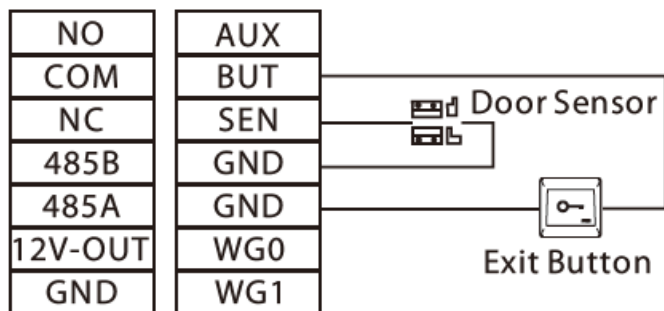 NO AUX
COM BUT
NC SEN Door Sensor
485B GND
485A GND
12V-OUT WG0 Exit Button
GND WG1